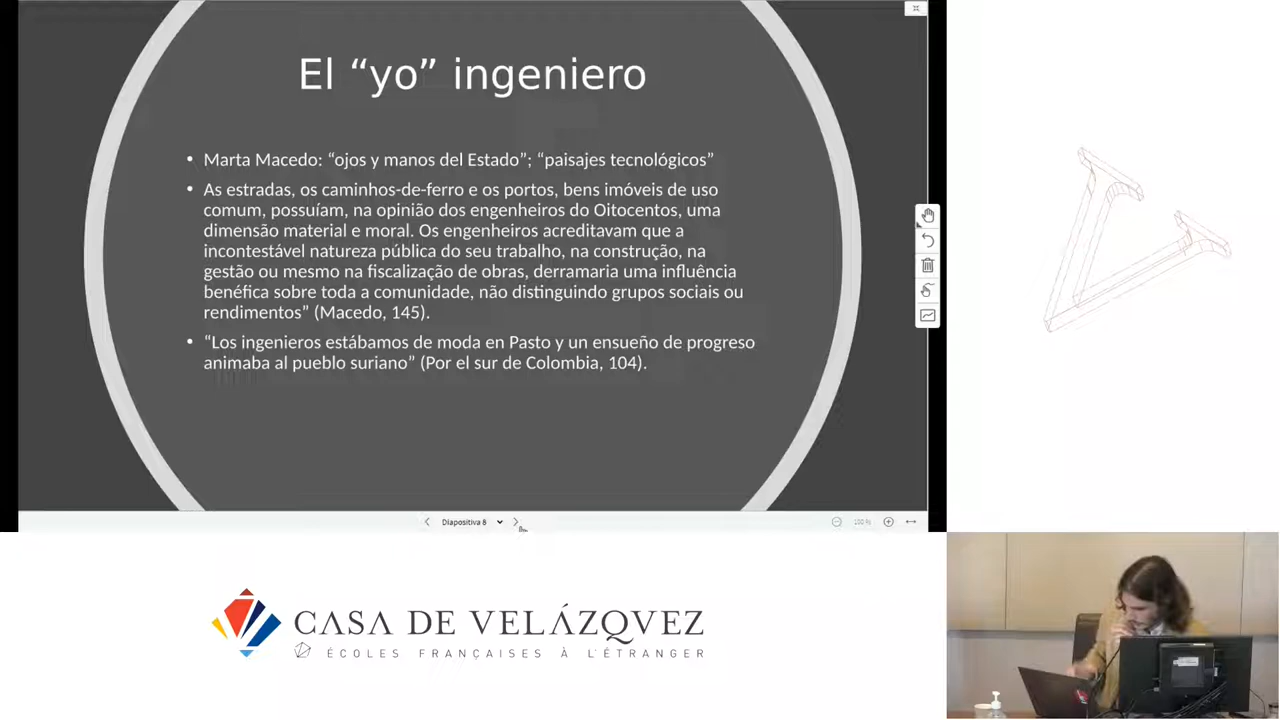 El “yo” ingeniero
• Marta Macedo: “ojos y manos del Estado”; “paisajes tecnológicos”
• As estradas, os caminhos-de-ferro e os portos, bens imóveis de uso
comum, possuíam, na opinião dos engenheiros do Oitocentos, uma
dimensão material e moral. Os engenheiros acreditavam que a
incontestável natureza pública do seu trabalho, na construção, na
gestão ou mesmo na fiscalização de obras, derramaria uma influência
benéfica sobre toda a comunidade, não distinguindo grupos sociais ou
rendimentos” (Macedo, 145).
• “Los ingenieros estábamos de moda en Pasto y un ensueño de progreso
animaba al pueblo suriano” (Por el sur de Colombia, 104).
Diapositiva 8
CASA DE VELÁZQVEZ
ÉCOLES FRANÇAISES À L'ÉTRANGER